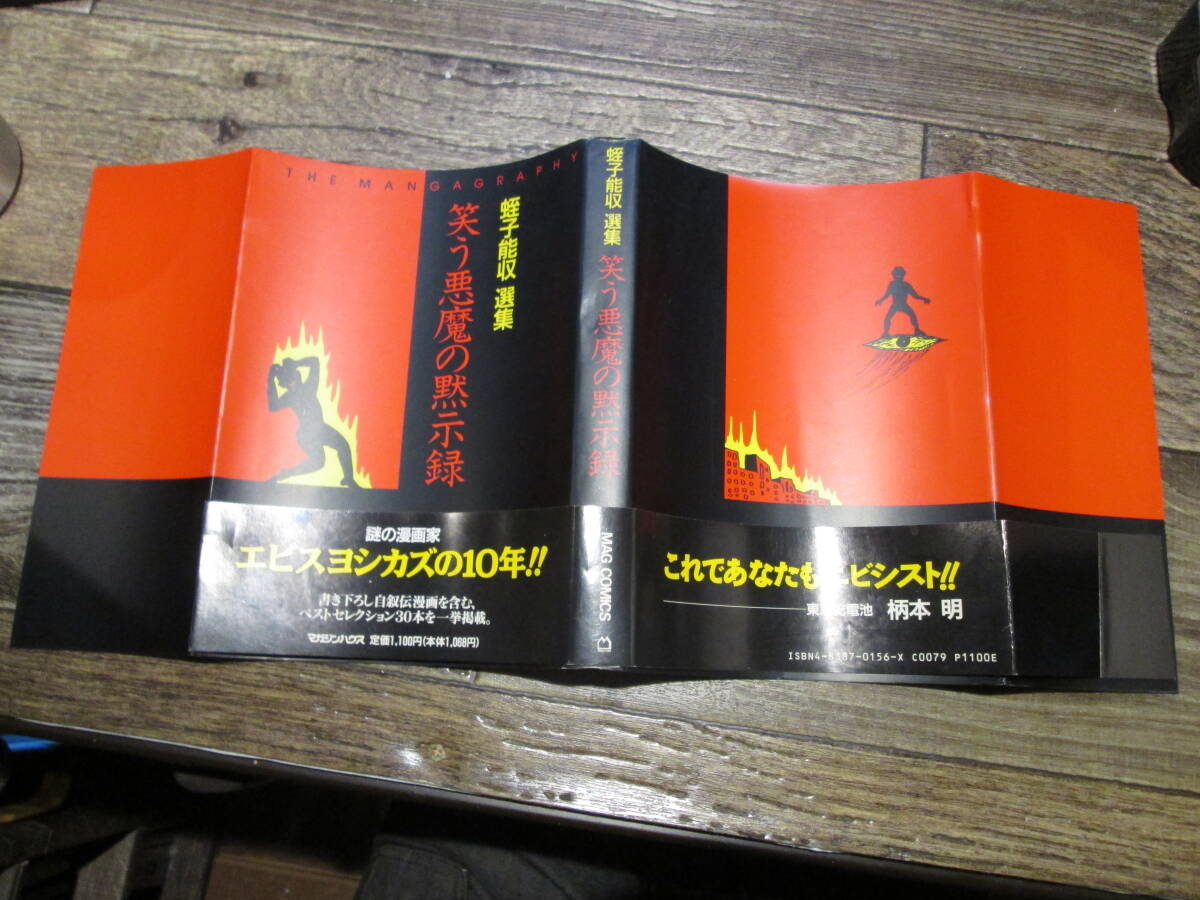 THE MANGAGRAPHY
蛭子能収 選集
笑う悪魔の黙示録
謎の漫画家
エビスヨシカズの10年!!
書き下ろし自叙伝漫画を含む、
ベストセレクション30本を一挙掲載。
マガジンハウス 定価1,100円(本体1,068円)
蛭子能収 選集 笑う悪魔の黙示録
MAG COMICS
これであなたもエビシスト!!
柄本 明
C0079 P1100E